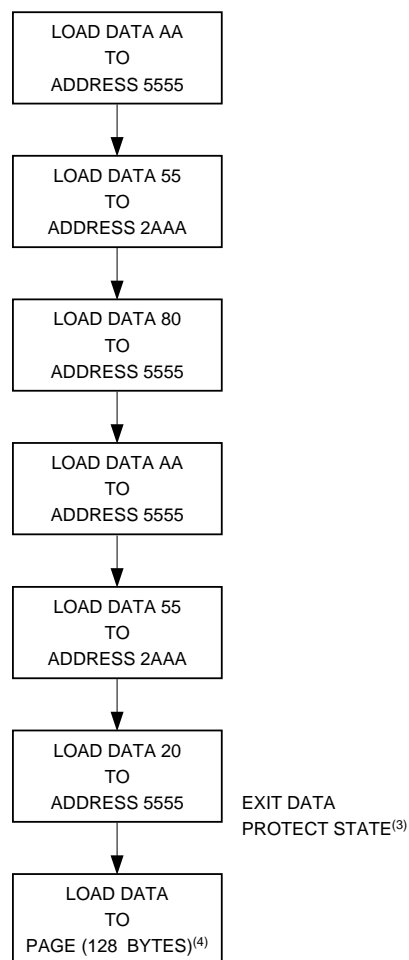 LOAD DATA AA
TO
ADDRESS 5555
LOAD DATA 55
TO
ADDRESS 2AAA
LOAD DATA 80
TO
ADDRESS 5555
LOAD DATA AA
TO
ADDRESS 5555
LOAD DATA 55
TO
ADDRESS 2AAA
LOAD DATA 20
TO
ADDRESS 5555
EXIT DATA
PROTECT STATE(3)
LOAD DATA
TO
PAGE (128 BYTES)(4)